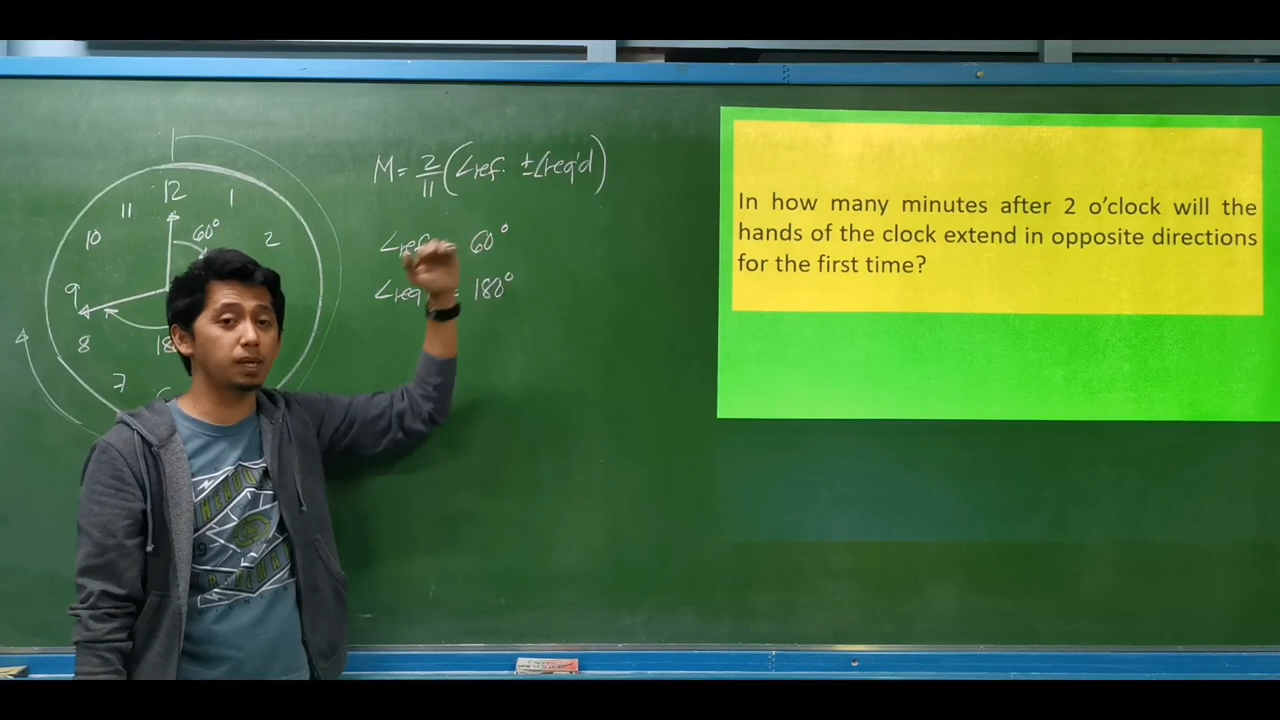 12
11
1
10
60°
2
9
8
7
M = 2/11 (∠ref. ± ∠req'd)
= 60°
= 180°
In how many minutes after 2 o'clock will the
hands of the clock extend in opposite directions
for the first time?